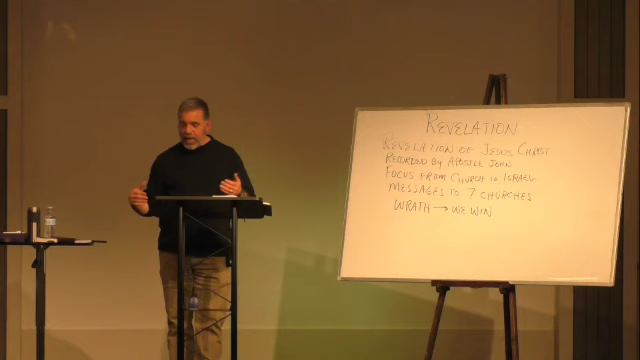 REVELATION
REVELATION OF JESUS CHRIST
RECORDED BY APOSTLE JOHN
FOCUS FROM CHURCH TO ISRAEL
MESSAGES TO 7 CHURCHES
WRATH → WE WIN